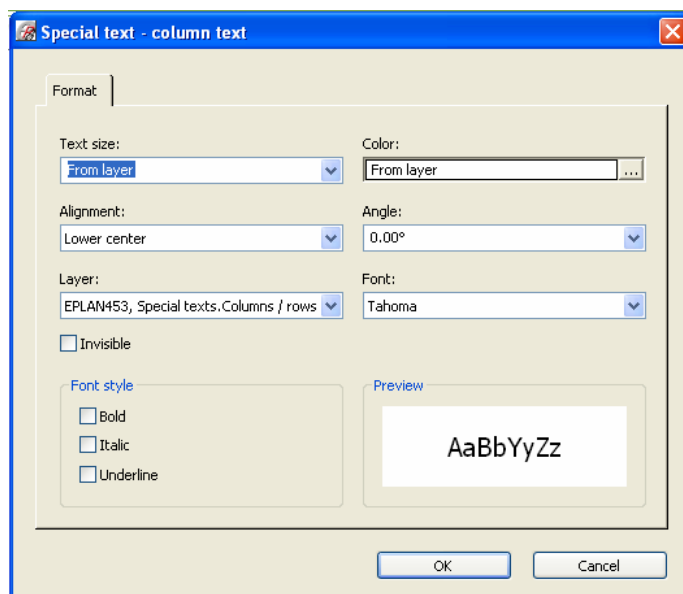 Special text - column text
Format
Text size:
Color:
From layer
From layer
...
Alignment:
Angle:
Lower center
0.00°
Layer:
Font:
EPLAN453, Special texts.Columns / rows
Tahoma
Invisible
Font style
Preview
Bold
Italic
Underline
AaBbYyZz
OK
Cancel